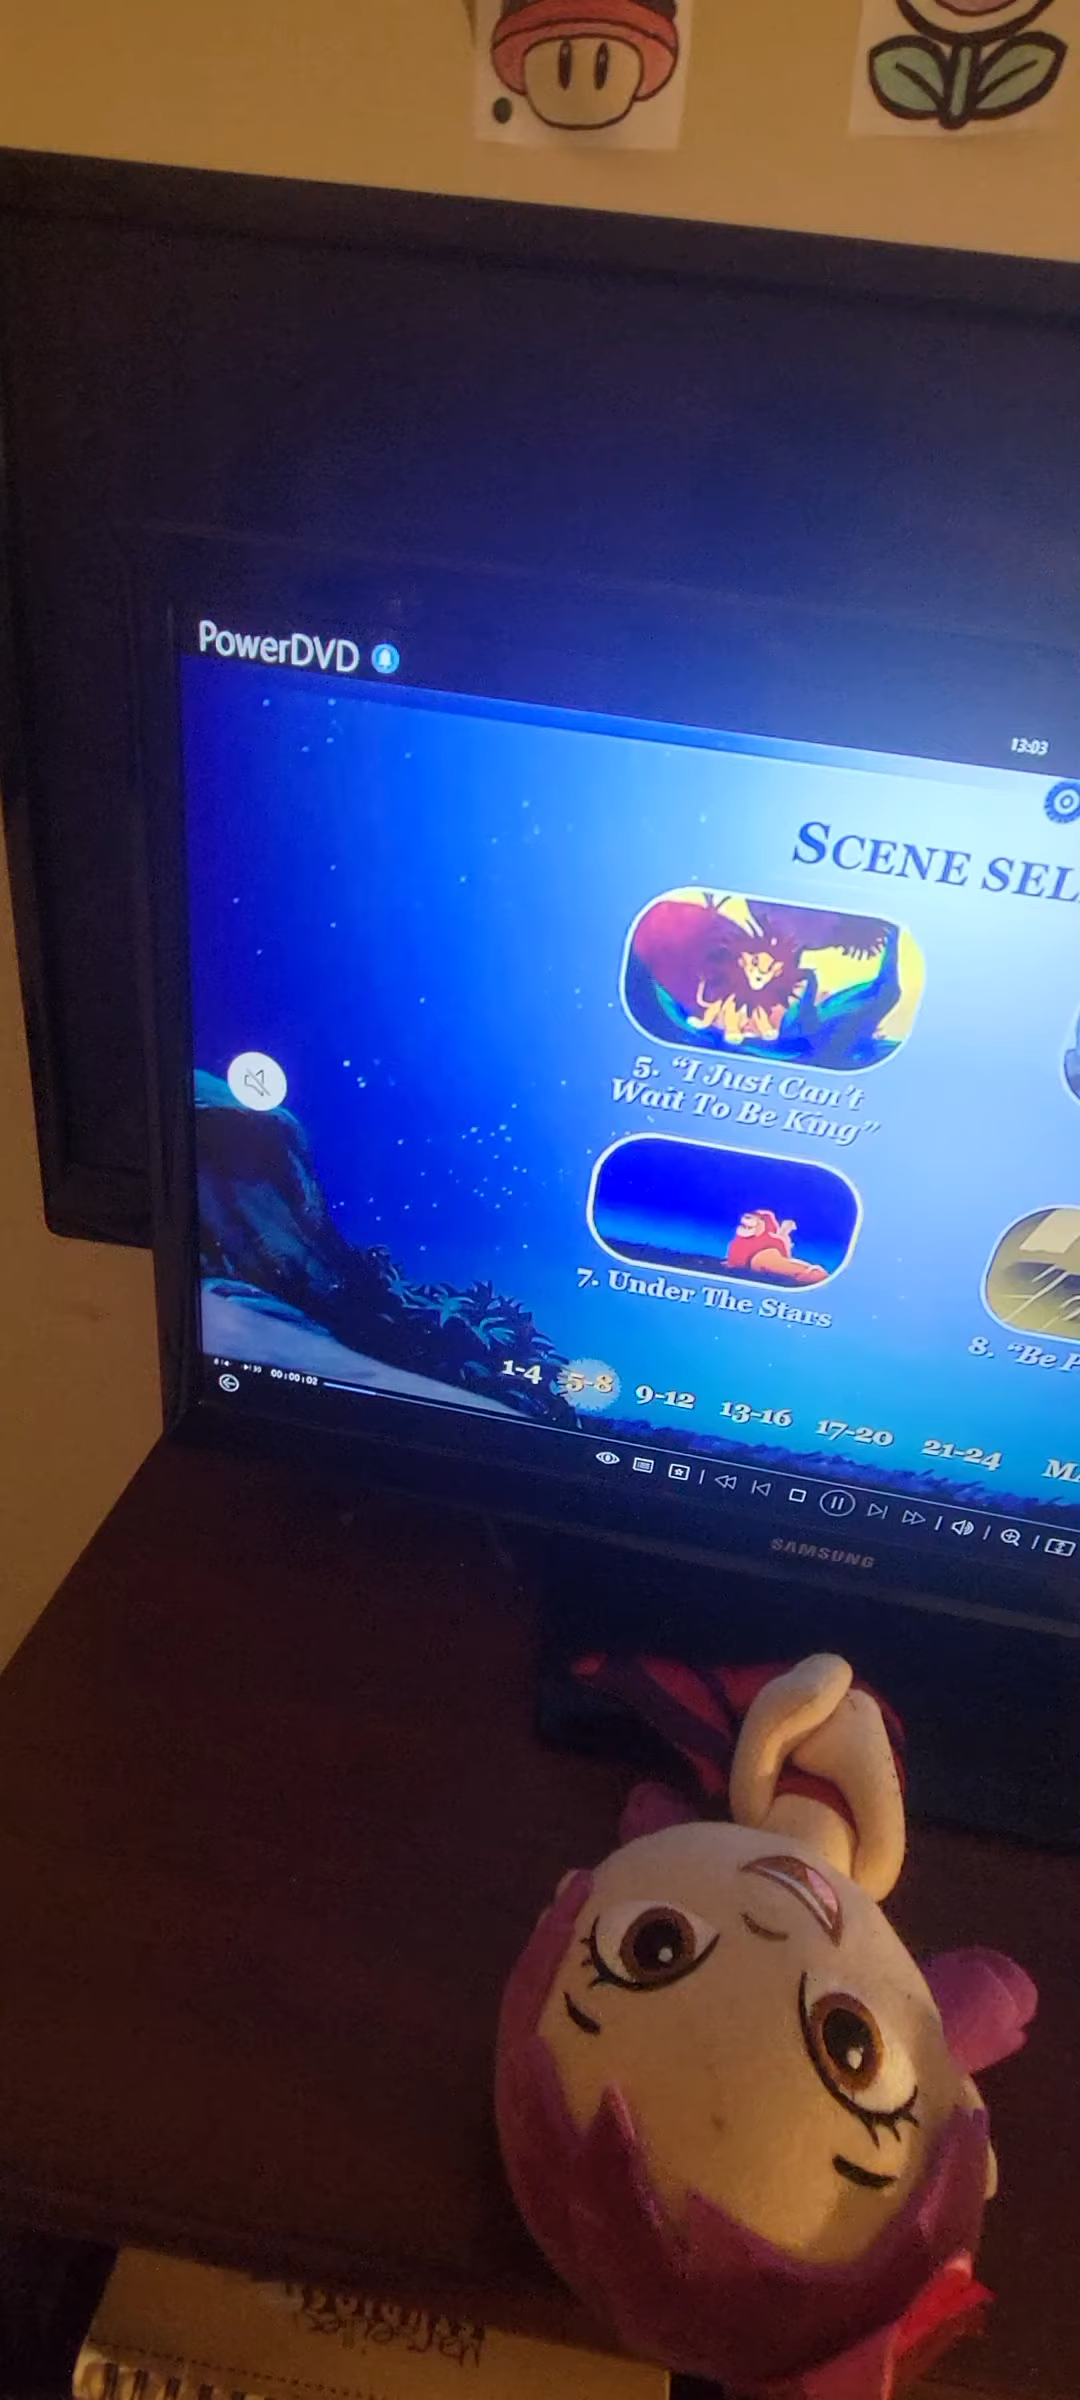 PowerDVD
13:03
SCENE SEL
5. "I Just Can't
Wait To Be King"
7. Under The Stars
8. "Be P
1-4 5-8 9-12 13-16 17-20 21-24 MA
00:00:02
SAMSUNG